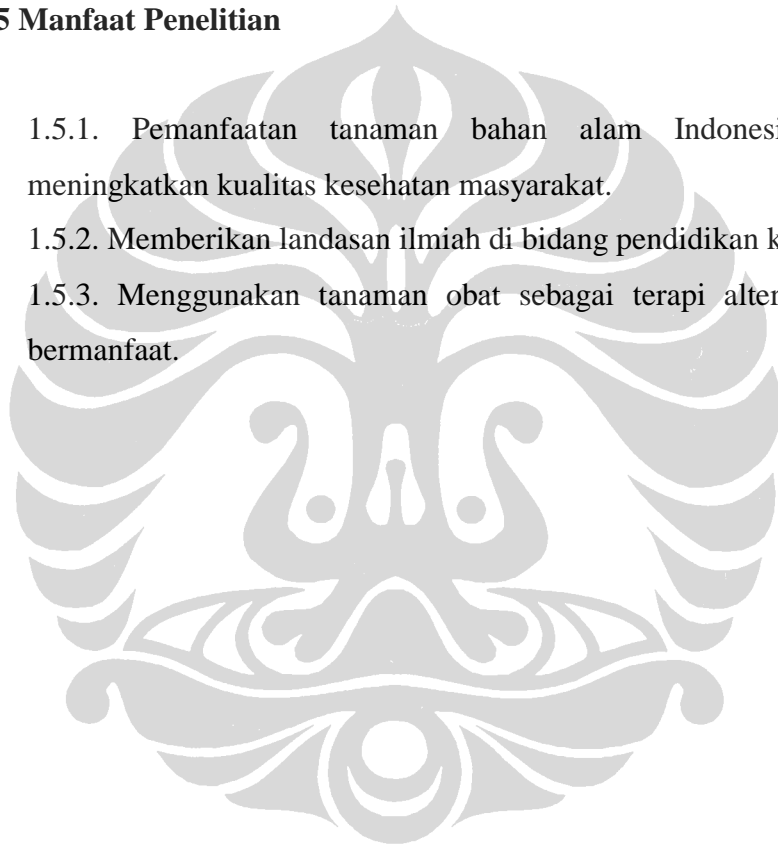 5 Manfaat Penelitian
1.5.1. Pemanfaatan tanaman bahan alam Indonesi
meningkatkan kualitas kesehatan masyarakat.
1.5.2. Memberikan landasan ilmiah di bidang pendidikan k
1.5.3. Menggunakan tanaman obat sebagai terapi alter
bermanfaat.